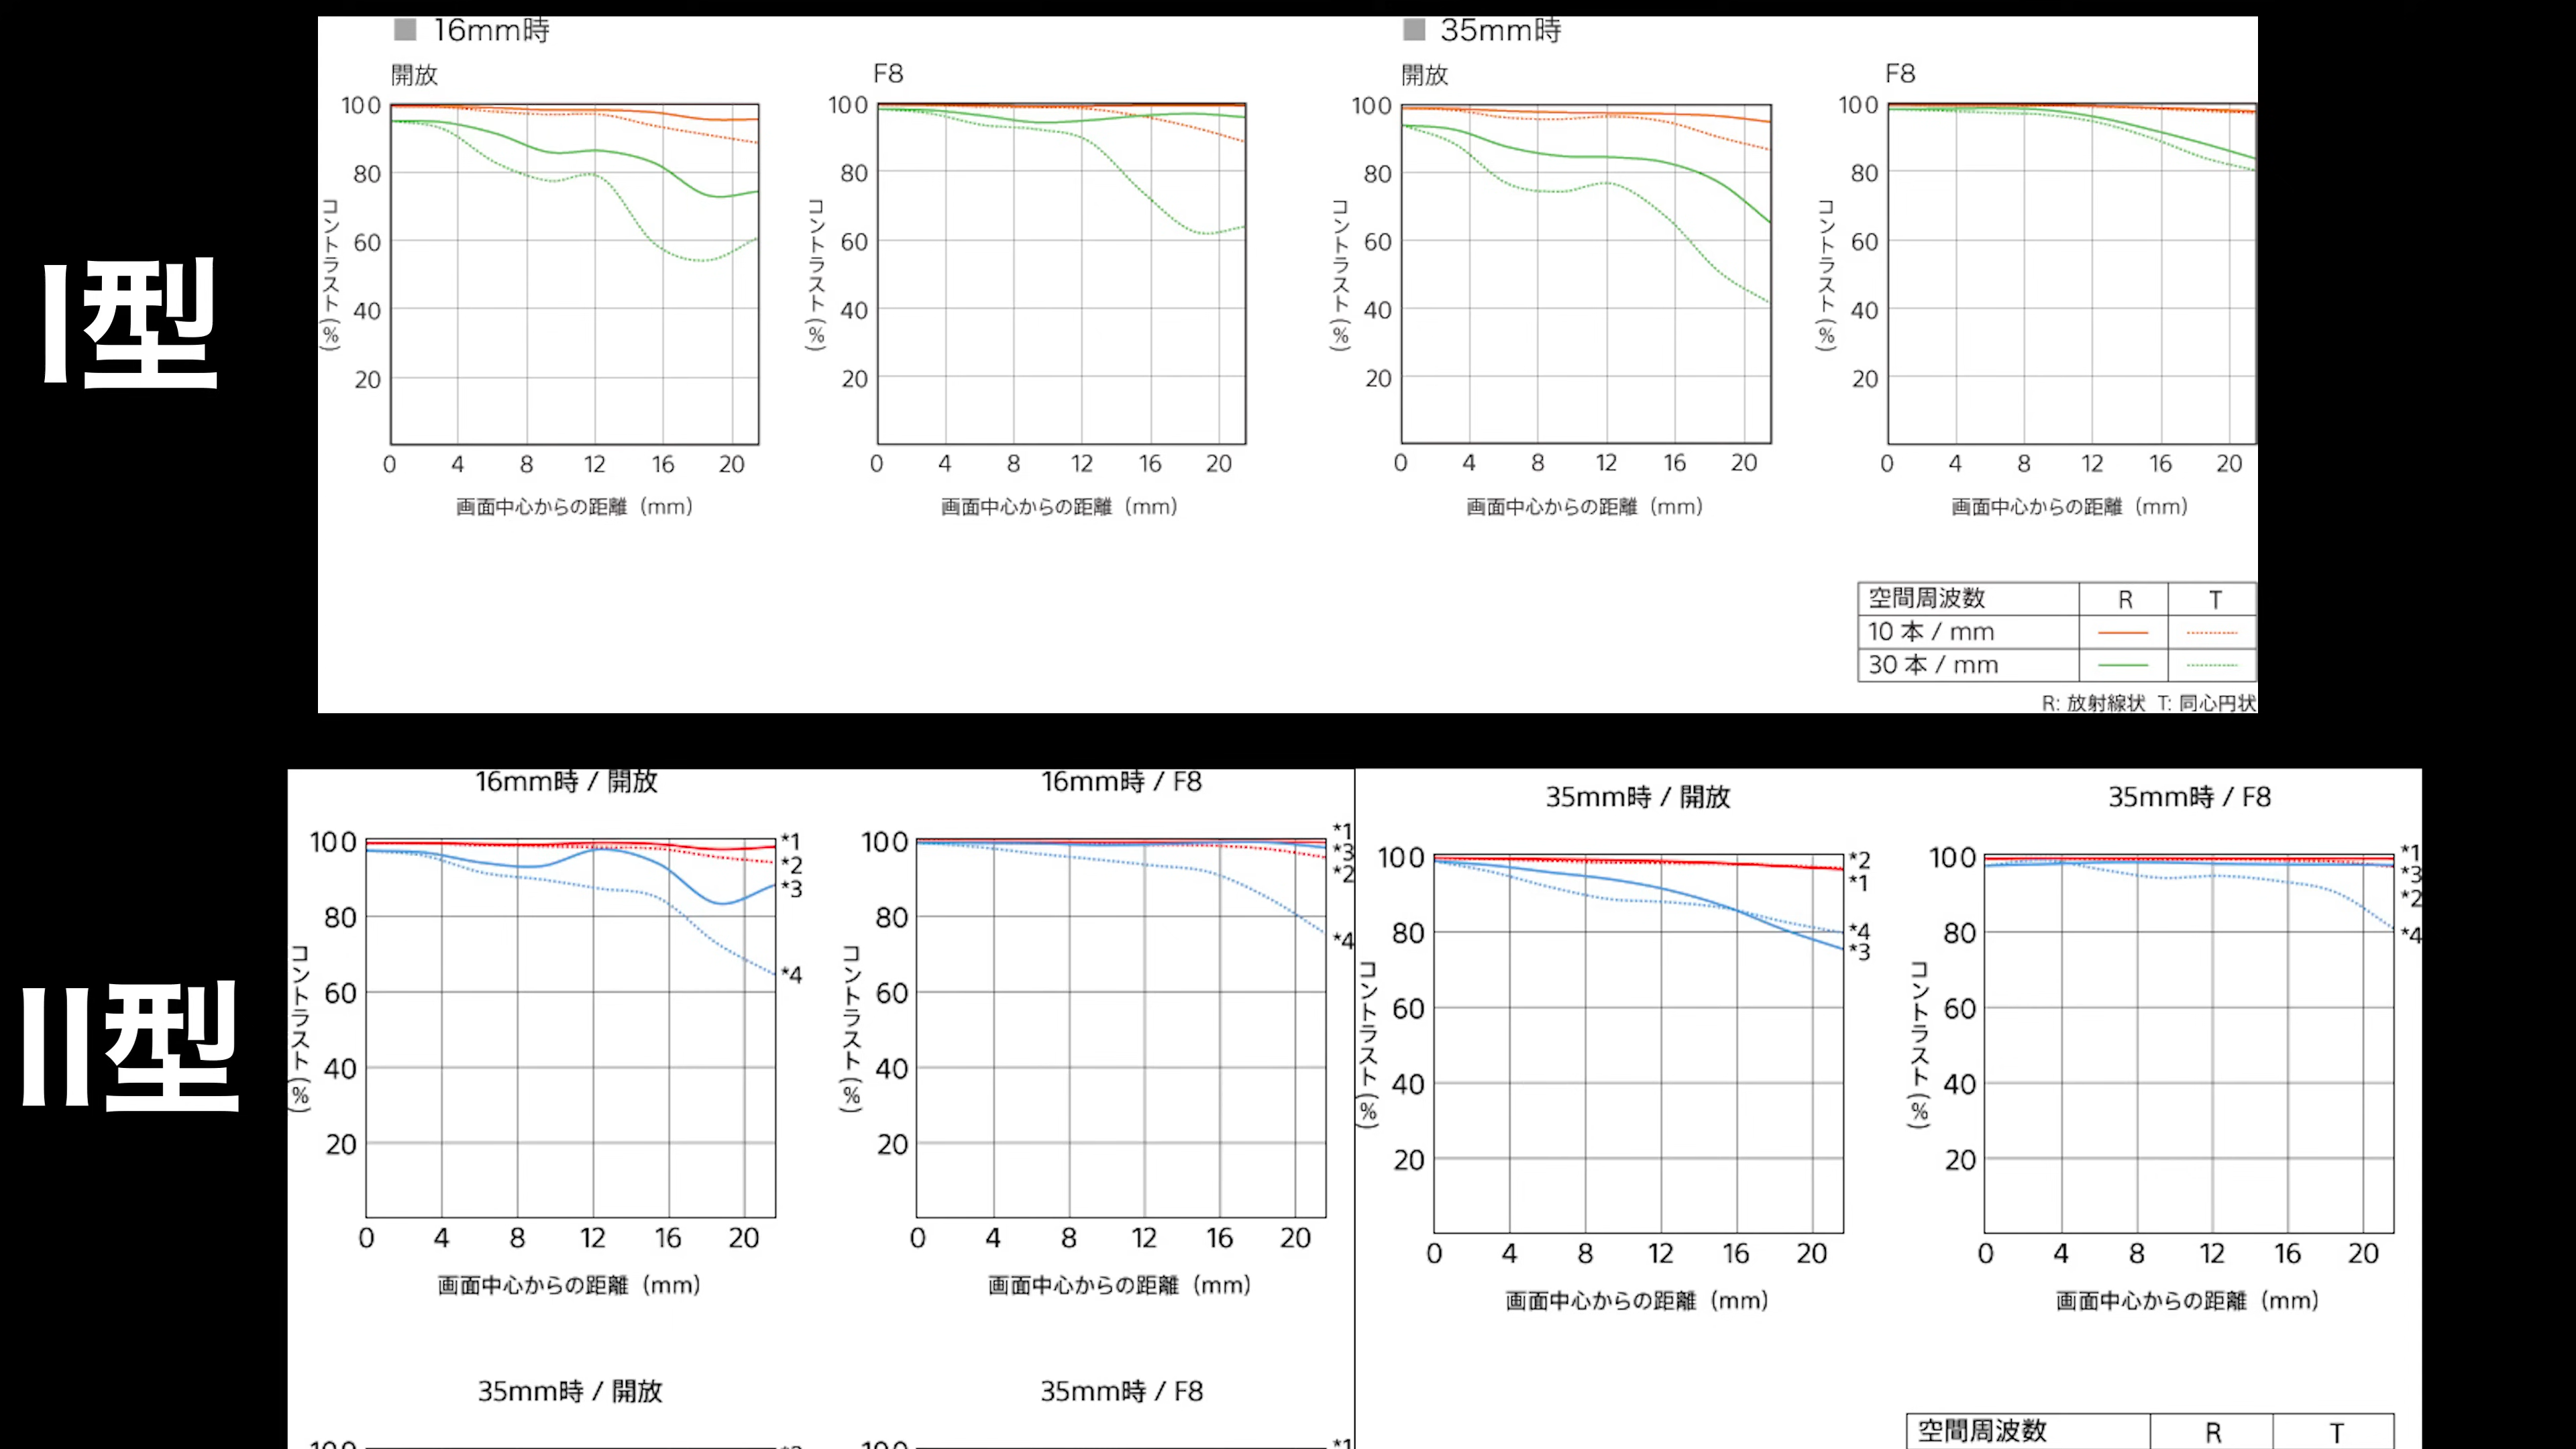 I型
■ 16mm時
開放
100
80
60
40
20
コントラスト(%)
0 4 8 12 16 20
画面中心からの距離（mm）
F8
100
80
60
40
20
コントラスト(%)
0 4 8 12 16 20
画面中心からの距離（mm）
■ 35mm時
開放
100
80
60
40
20
コントラスト(%)
0 4 8 12 16 20
画面中心からの距離（mm）
F8
100
80
60
40
20
コントラスト(%)
0 4 8 12 16 20
画面中心からの距離（mm）
空間周波数 R T
10 本 / mm
30 本 / mm
R: 放射線状 T: 同心円状
II型
16mm時 / 開放
100
80
60
40
20
コントラスト(%)
*1
*2
*3
*4
0 4 8 12 16 20
画面中心からの距離（mm）
16mm時 / F8
100
80
60
40
20
コントラスト(%)
*1
*3
*2
*4
0 4 8 12 16 20
画面中心からの距離（mm）
35mm時 / 開放
100
80
60
40
20
コントラスト(%)
*2
*1
*4
*3
0 4 8 12 16 20
画面中心からの距離（mm）
35mm時 / F8
100
80
60
40
20
コントラスト(%)
*1
*3
*2
*4
0 4 8 12 16 20
画面中心からの距離（mm）
35mm時 / 開放
100
35mm時 / F8
100
*1
空間周波数 R T